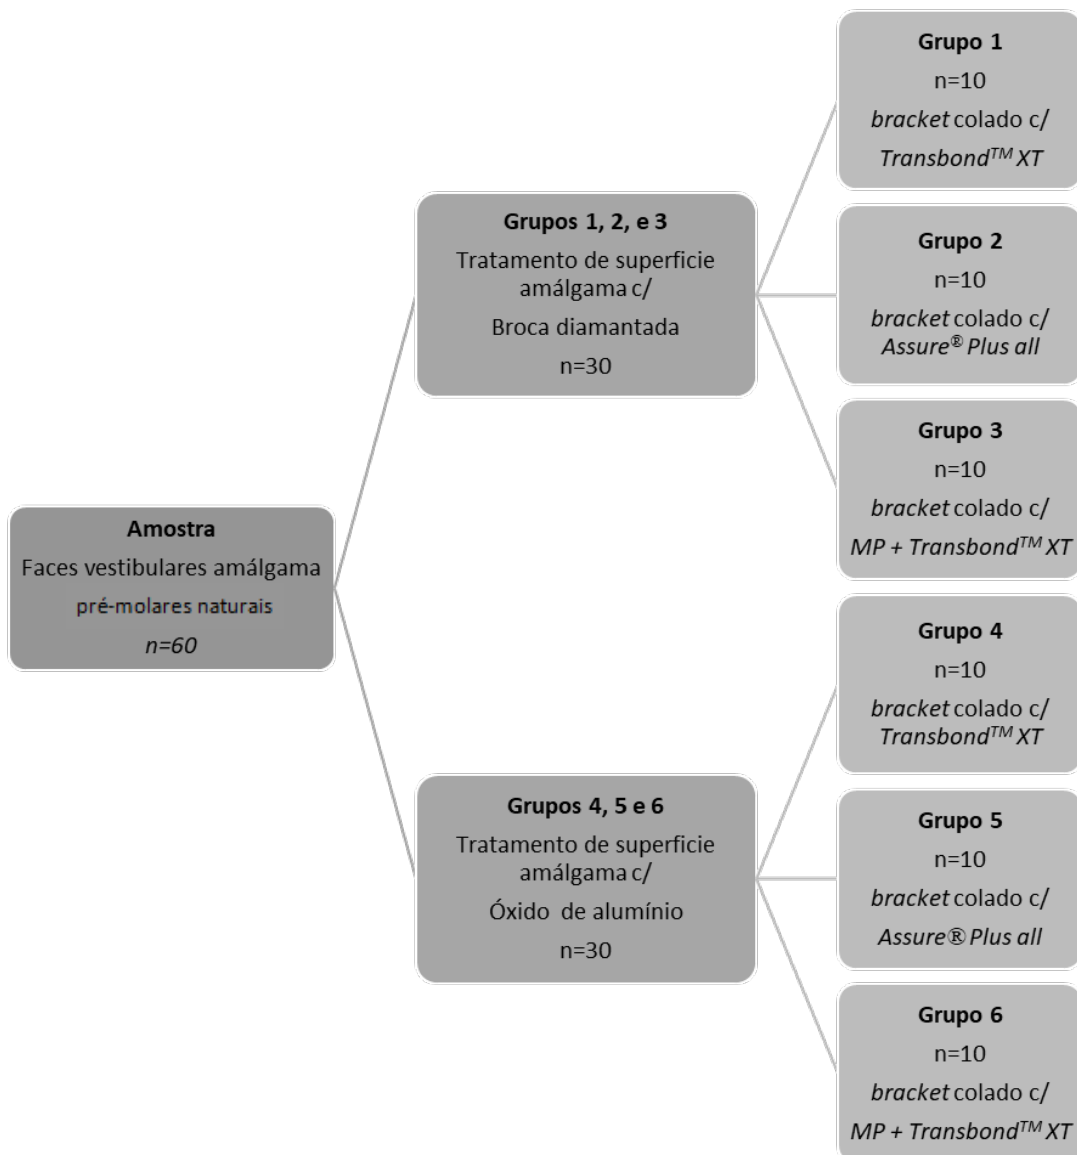 Amostra
Faces vestibulares amálgama
pré-molares naturais
n=60
Grupos 1, 2, e 3
Tratamento de superficie
amálgama c/
Broca diamantada
n=30
Grupo 1
n=10
bracket colado c/
Transbond™ XT
Grupo 2
n=10
bracket colado c/
Assure® Plus all
Grupo 3
n=10
bracket colado c/
MP + Transbond™ XT
Grupos 4, 5 e 6
Tratamento de superficie
amálgama c/
Óxido de alumínio
n=30
Grupo 4
n=10
bracket colado c/
Transbond™ XT
Grupo 5
n=10
bracket colado c/
Assure® Plus all
Grupo 6
n=10
bracket colado c/
MP + Transbond™ XT